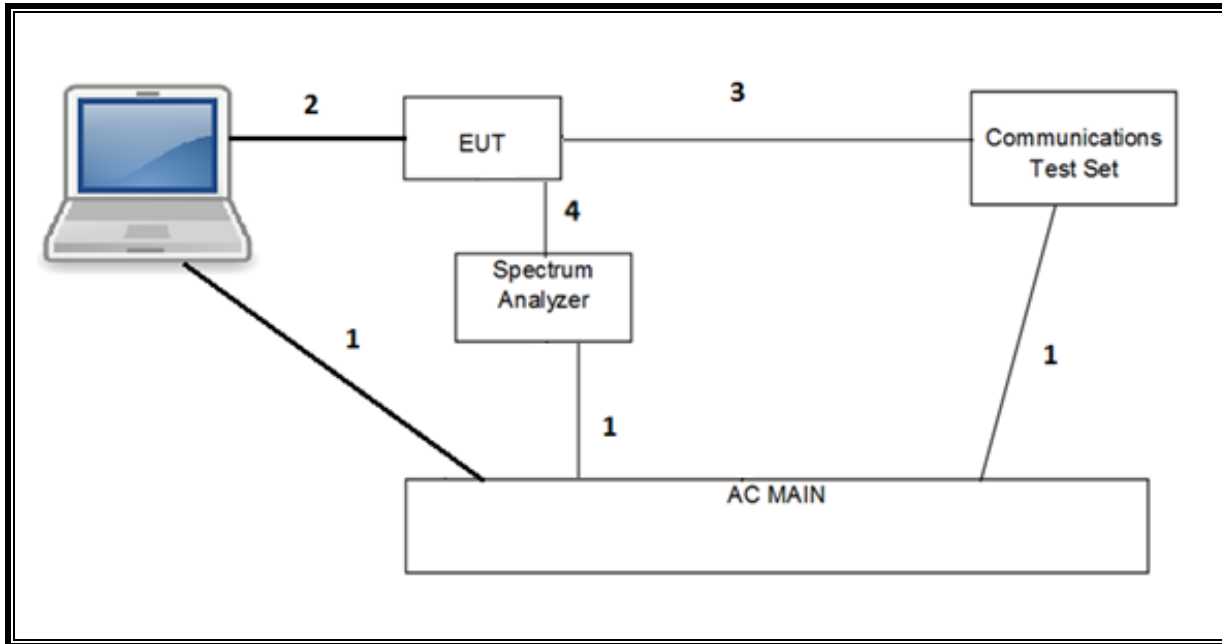 2
3
EUT
Communications
Test Set
4
Spectrum
Analyzer
1
1
1
AC MAIN